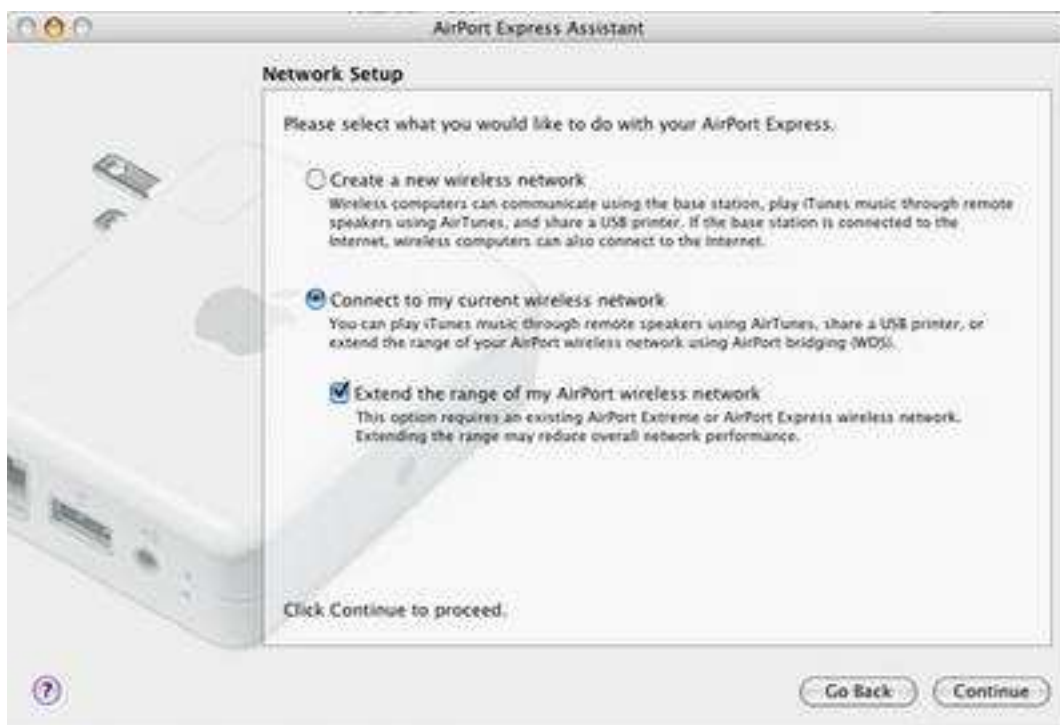 AirPort Express Assistant
Network Setup
Please select what you would like to do with your AirPort Express.
Create a new wireless network
Wireless computers can communicate using the base station, play iTunes music through remote
speakers using AirTunes, and share a USB printer. If the base station is connected to the
Internet, wireless computers can also connect to the Internet.
Connect to my current wireless network
You can play iTunes music through remote speakers using AirTunes, share a USB printer, or
extend the range of your AirPort wireless network using AirPort bridging (WDS).
Extend the range of my AirPort wireless network
This option requires an existing AirPort Extreme or AirPort Express wireless network.
Extending the range may reduce overall network performance.
Click Continue to proceed.
?
Go Back
Continue